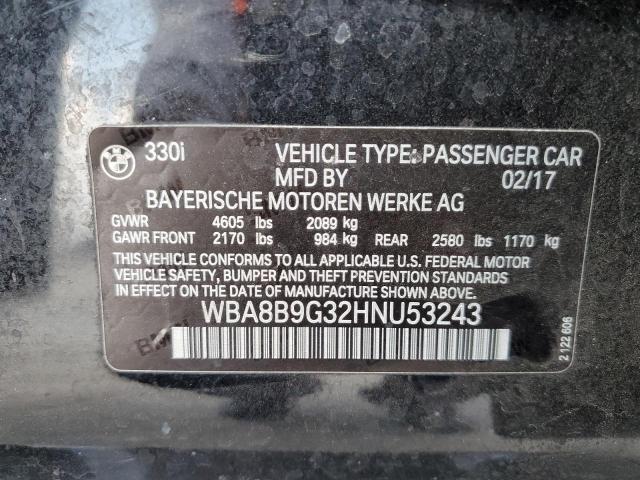 330i VEHICLE TYPE: PASSENGER CAR
MFD BY 02/17
BAYERISCHE MOTOREN WERKE AG
GVWR 4605 lbs 2089 kg
GAWR FRONT 2170 lbs 984 kg REAR 2580 lbs 1170 kg
THIS VEHICLE CONFORMS TO ALL APPLICABLE U.S. FEDERAL MOTOR
VEHICLE SAFETY, BUMPER AND THEFT PREVENTION STANDARDS
IN EFFECT ON THE DATE OF MANUFACTURE SHOWN ABOVE.
WBA8B9G32HNU53243
2 122 606